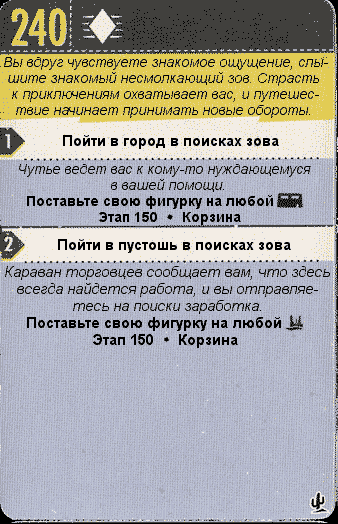 240
Вы вдруг чувствуете знакомое ощущение, слы-
шите знакомый несмолкающий зов. Страсть
к приключениям охватывает вас, и путешес-
твие начинает принимать новые обороты.
1 Пойти в город в поисках зова
Чутье ведет вас к кому-то нуждающемуся
в вашей помощи.
Поставьте свою фигурку на любой
Этап 150 • Корзина
2 Пойти в пустошь в поисках зова
Караван торговцев сообщает вам, что здесь
всегда найдется работа, и вы отправляе-
тесь на поиски заработка.
Поставьте свою фигурку на любой
Этап 150 • Корзина